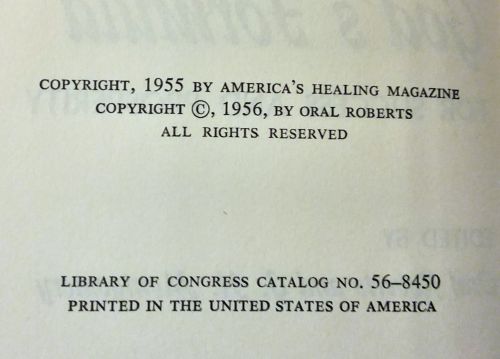 COPYRIGHT, 1955 BY AMERICA'S HEALING MAGAZINE
COPYRIGHT ©, 1956, BY ORAL ROBERTS
ALL RIGHTS RESERVED
LIBRARY OF CONGRESS CATALOG NO. 56–8450
PRINTED IN THE UNITED STATES OF AMERICA